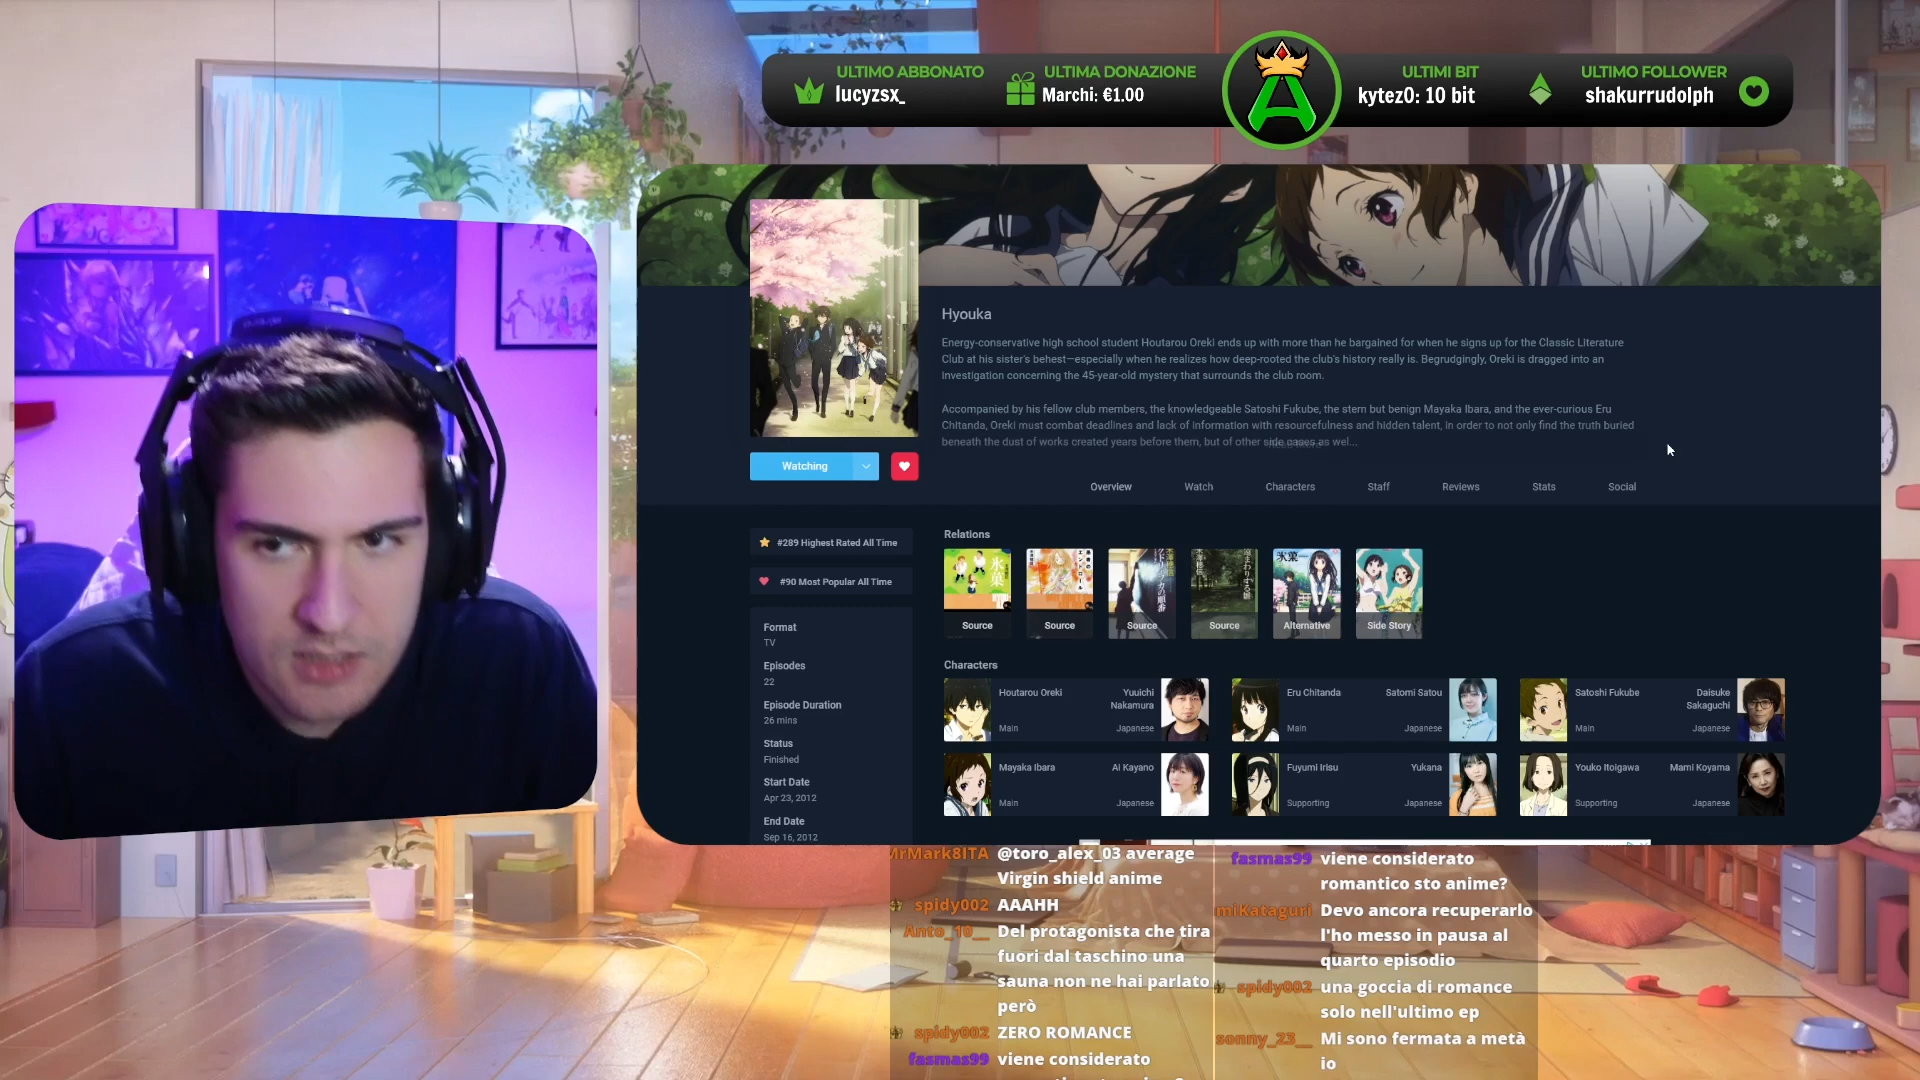 ULTIMO ABBONATO
lucyzsx_
ULTIMA DONAZIONE
Marchi: €1.00
A
ULTIMI BIT
kytez0: 10 bit
ULTIMO FOLLOWER
shakurrudolph
Hyouka
Energy-conservative high school student Houtarou Oreki ends up with more than he bargained for when he signs up for the Classic Literature
Club at his sister's behest—especially when he realizes how deep-rooted the club's history really is. Begrudgingly, Oreki is dragged into an
investigation concerning the 45-year-old mystery that surrounds the club room.
Accompanied by his fellow club members, the knowledgeable Satoshi Fukube, the stern but benign Mayaka Ibara, and the ever-curious Eru
Chitanda, Oreki must combat deadlines and lack of information with resourcefulness and hidden talent, in order to not only find the truth buried
beneath the dust of works created years before them, but of other side cases as wel...
Watching
Overview
Watch
Characters
Staff
Reviews
Stats
Social
#289 Highest Rated All Time
#90 Most Popular All Time
Format
TV
Episodes
22
Episode Duration
26 mins
Status
Finished
Start Date
Apr 23, 2012
End Date
Sep 16, 2012
Relations
氷菓
氷菓
Source
Source
Source
Source
Alternative
Side Story
Characters
Houtarou Oreki
Main
Yuuichi
Nakamura
Japanese
Eru Chitanda
Main
Satomi Satou
Japanese
Satoshi Fukube
Main
Daisuke
Sakaguchi
Japanese
Mayaka Ibara
Main
Ai Kayano
Japanese
Fuyumi Irisu
Supporting
Yukana
Japanese
Youko Itoigawa
Supporting
Mami Koyama
Japanese
MrMark8ITA @toro_alex_03 average
Virgin shield anime
spidy002 AAAHH
Anto_10__ Del protagonista che tira
fuori dal taschino una
sauna non ne hai parlato
però
spidy002 ZERO ROMANCE
fasmas99 viene considerato
fasmas99 viene considerato
romantico sto anime?
miKataguri Devo ancora recuperarlo
l'ho messo in pausa al
quarto episodio
spidy002 una goccia di romance
solo nell'ultimo ep
sonny_23__ Mi sono fermata a metà
io